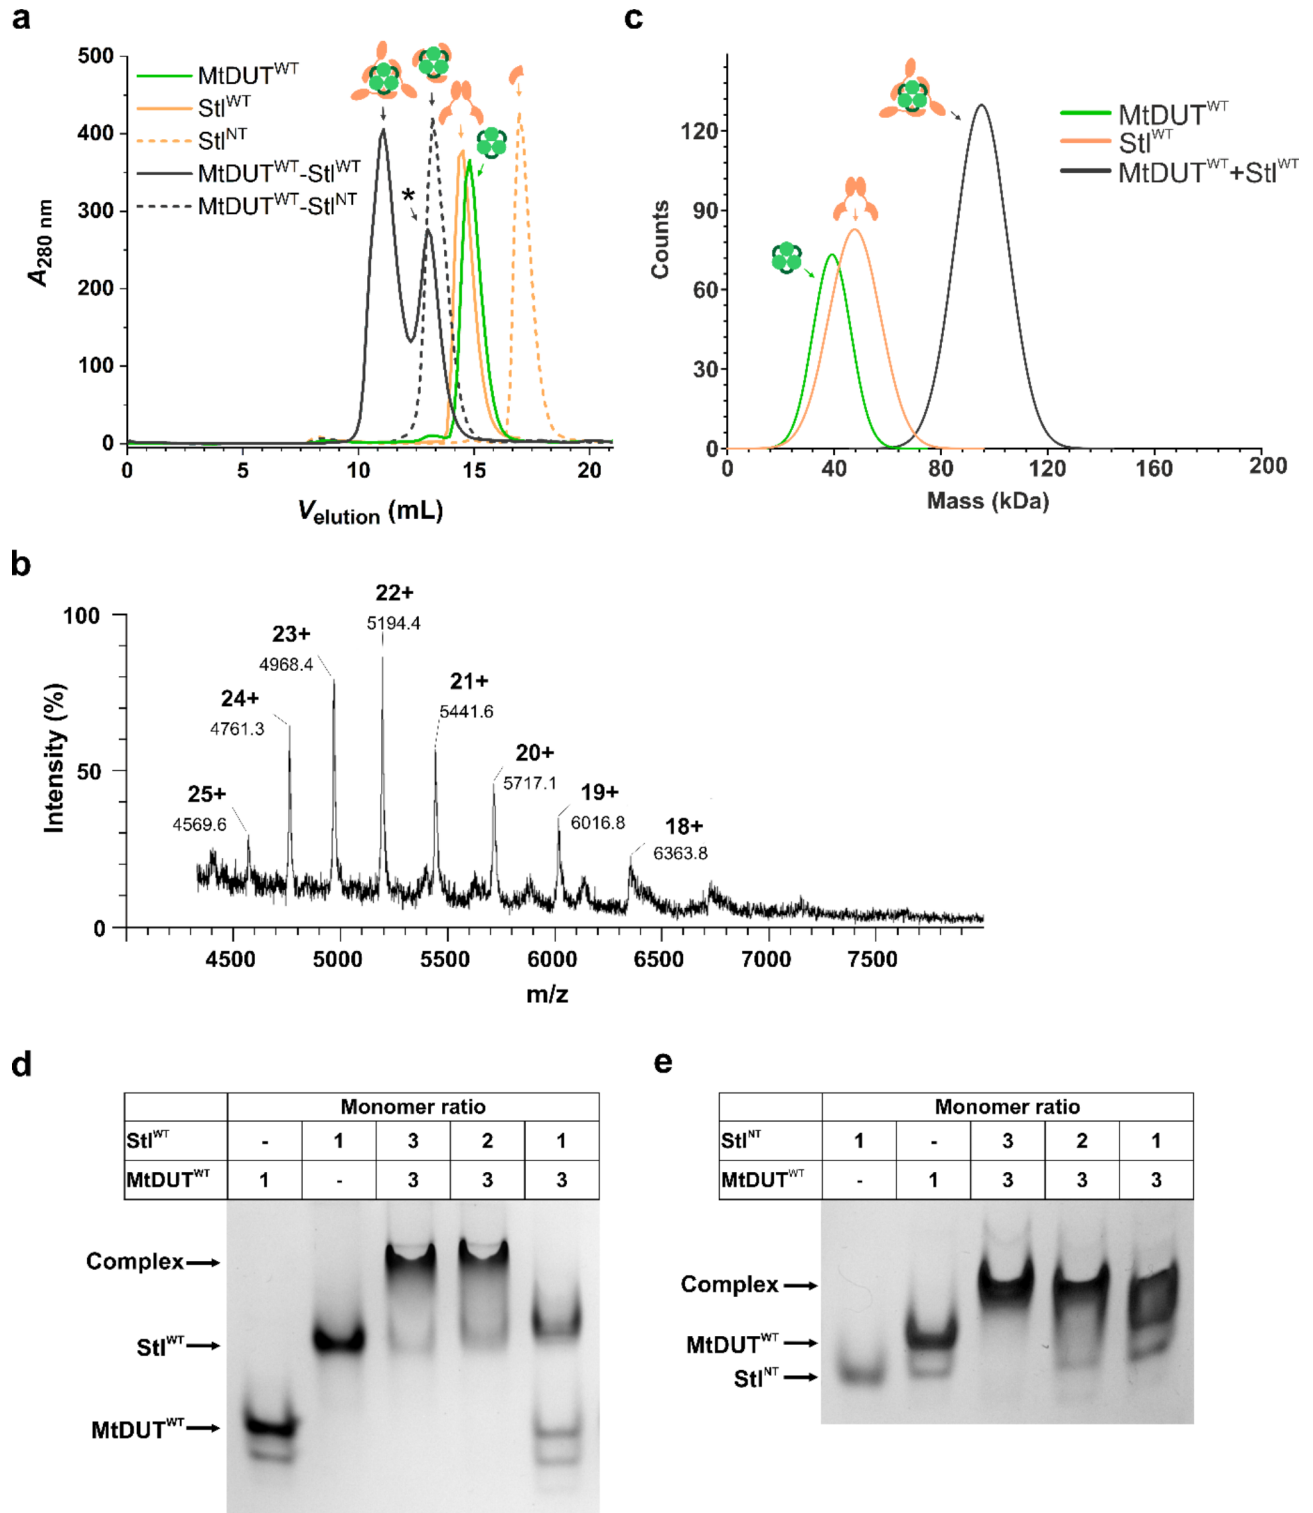 a
500
400
300
200
100
0
A280 nm
0 5 10 15 20
Velution (mL)
MtDUTWT
StlWT
StlNT
MtDUTWT-StlWT
MtDUTWT-StlNT
*
c
120
90
60
30
0
Counts
0 40 80 120 160 200
Mass (kDa)
MtDUTWT
StlWT
MtDUTWT+StlWT
b
100
50
0
Intensity (%)
25+
4569.6
24+
4761.3
23+
4968.4
22+
5194.4
21+
5441.6
20+
5717.1
19+
6016.8
18+
6363.8
4500 5000 5500 6000 6500 7000 7500
m/z
d
Monomer ratio
StlWT - 1 3 2 1
MtDUTWT 1 - 3 3 3
Complex
StlWT
MtDUTWT
e
Monomer ratio
StlNT 1 - 3 2 1
MtDUTWT - 1 3 3 3
Complex
MtDUTWT
StlNT